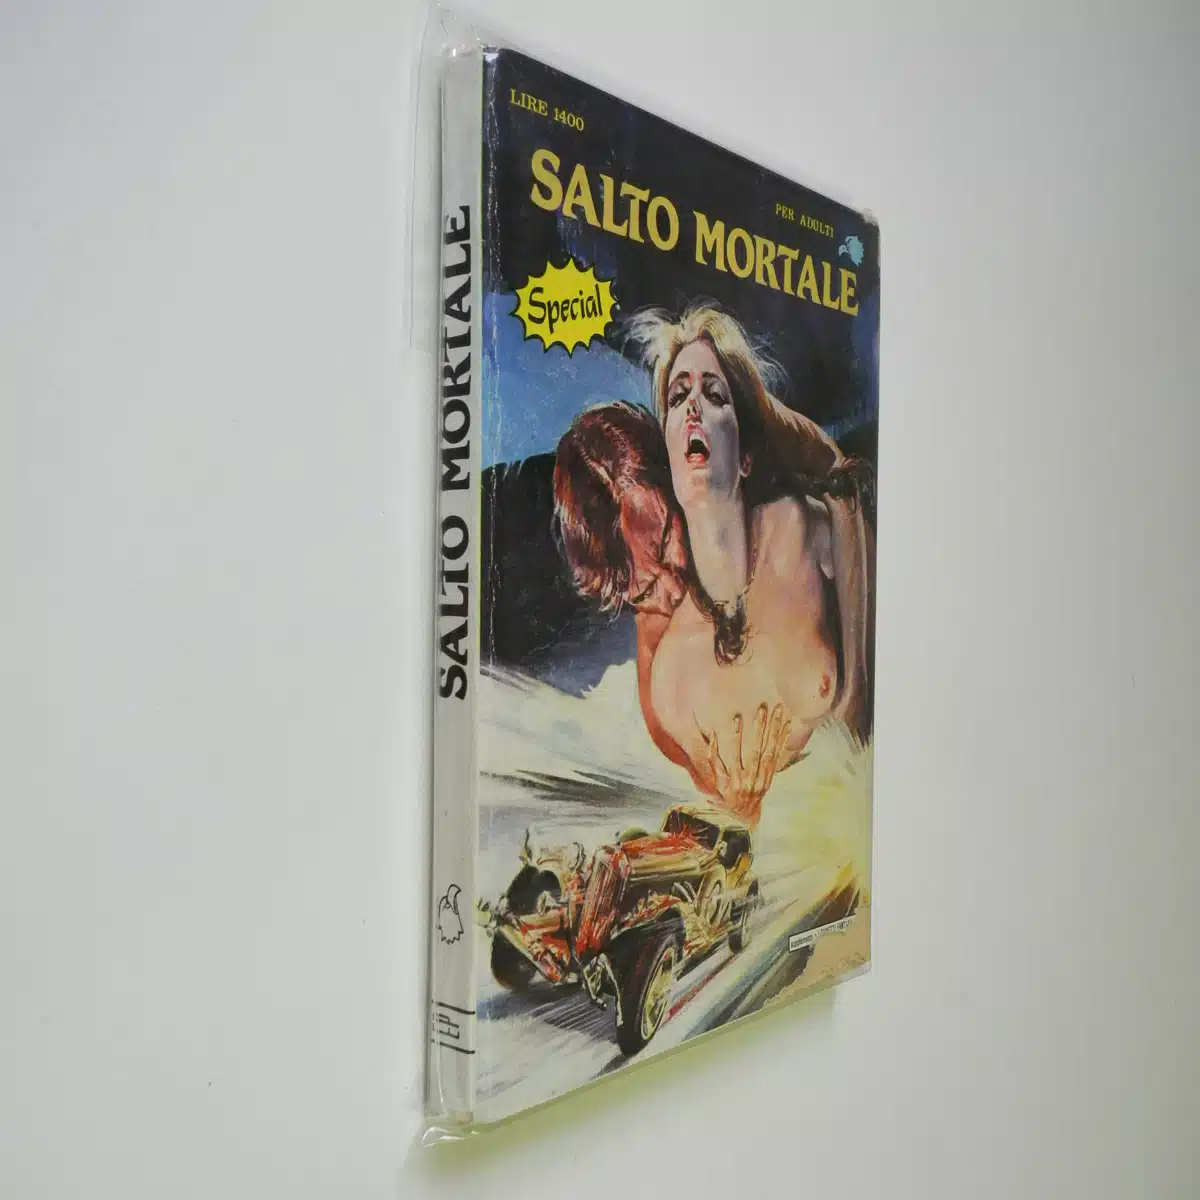 LIRE 1400
PER ADULTI
SALTO MORTALE
Special
SALTO MORTALE